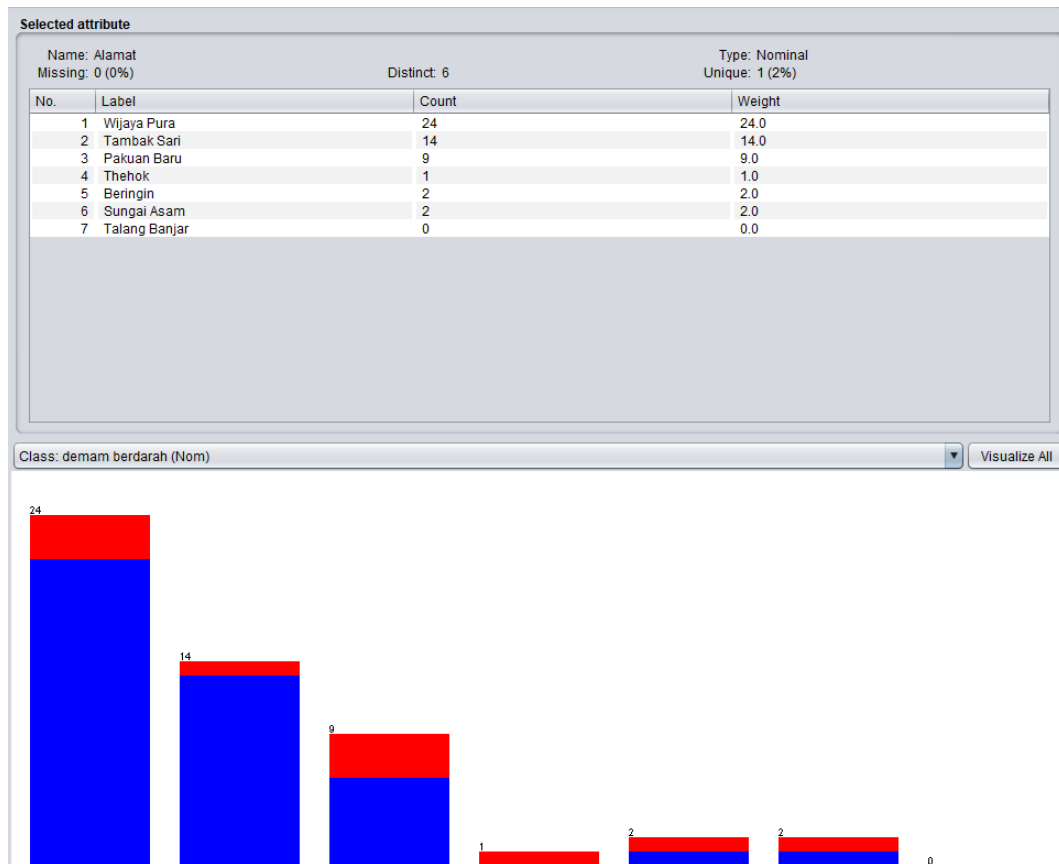 Selected attribute
Name: Alamat Type: Nominal
Missing: 0 (0%) Distinct: 6 Unique: 1 (2%)
No. Label Count Weight
1 Wijaya Pura 24 24.0
2 Tambak Sari 14 14.0
3 Pakuan Baru 9 9.0
4 Thehok 1 1.0
5 Beringin 2 2.0
6 Sungai Asam 2 2.0
7 Talang Banjar 0 0.0
Class: demam berdarah (Nom) Visualize All
24
14
9
1
2
2
0